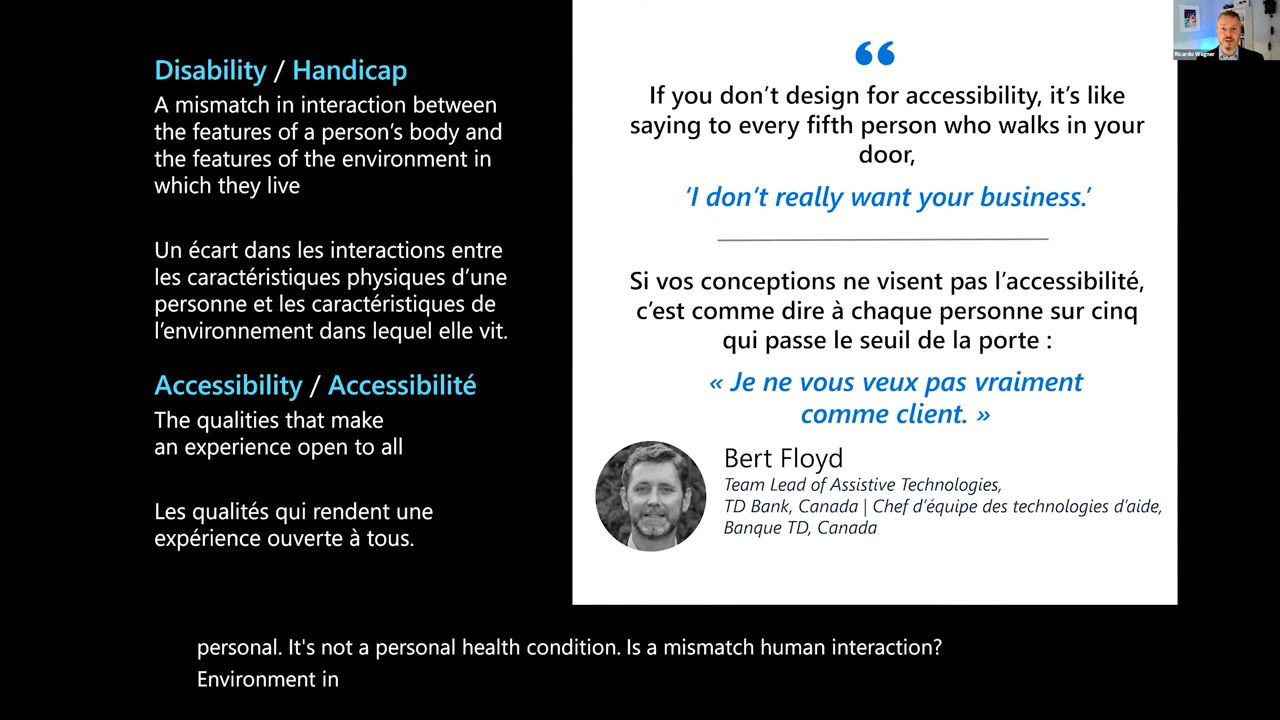 Disability / Handicap
A mismatch in interaction between
the features of a person’s body and
the features of the environment in
which they live
Un écart dans les interactions entre
les caractéristiques physiques d’une
personne et les caractéristiques de
l’environnement dans lequel elle vit.
Accessibility / Accessibilité
The qualities that make
an experience open to all
Les qualités qui rendent une
expérience ouverte à tous.
“
If you don’t design for accessibility, it’s like
saying to every fifth person who walks in your
door,
‘I don’t really want your business.’
Si vos conceptions ne visent pas l’accessibilité,
c’est comme dire à chaque personne sur cinq
qui passe le seuil de la porte :
« Je ne vous veux pas vraiment
comme client. »
Bert Floyd
Team Lead of Assistive Technologies,
TD Bank, Canada | Chef d’équipe des technologies d’aide,
Banque TD, Canada
Ricardo Wagner
personal. It's not a personal health condition. Is a mismatch human interaction?
Environment in